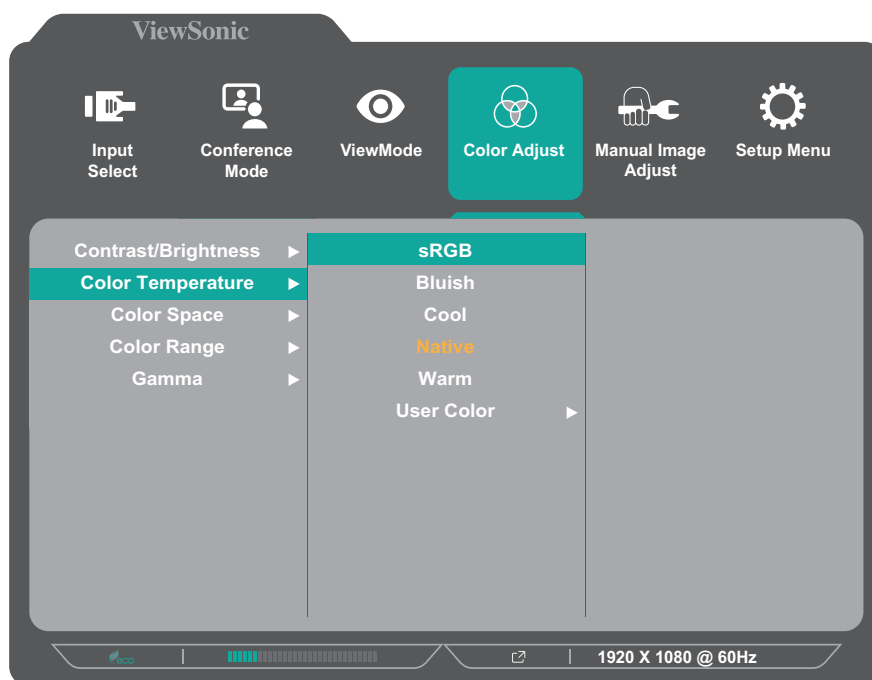 ViewSonic
Input
Select
Conference
Mode
ViewMode
Color Adjust
Manual Image
Adjust
Setup Menu
Contrast/Brightness
Color Temperature
Color Space
Color Range
Gamma
sRGB
Bluish
Cool
Native
Warm
User Color
eco
1920 X 1080 @ 60Hz